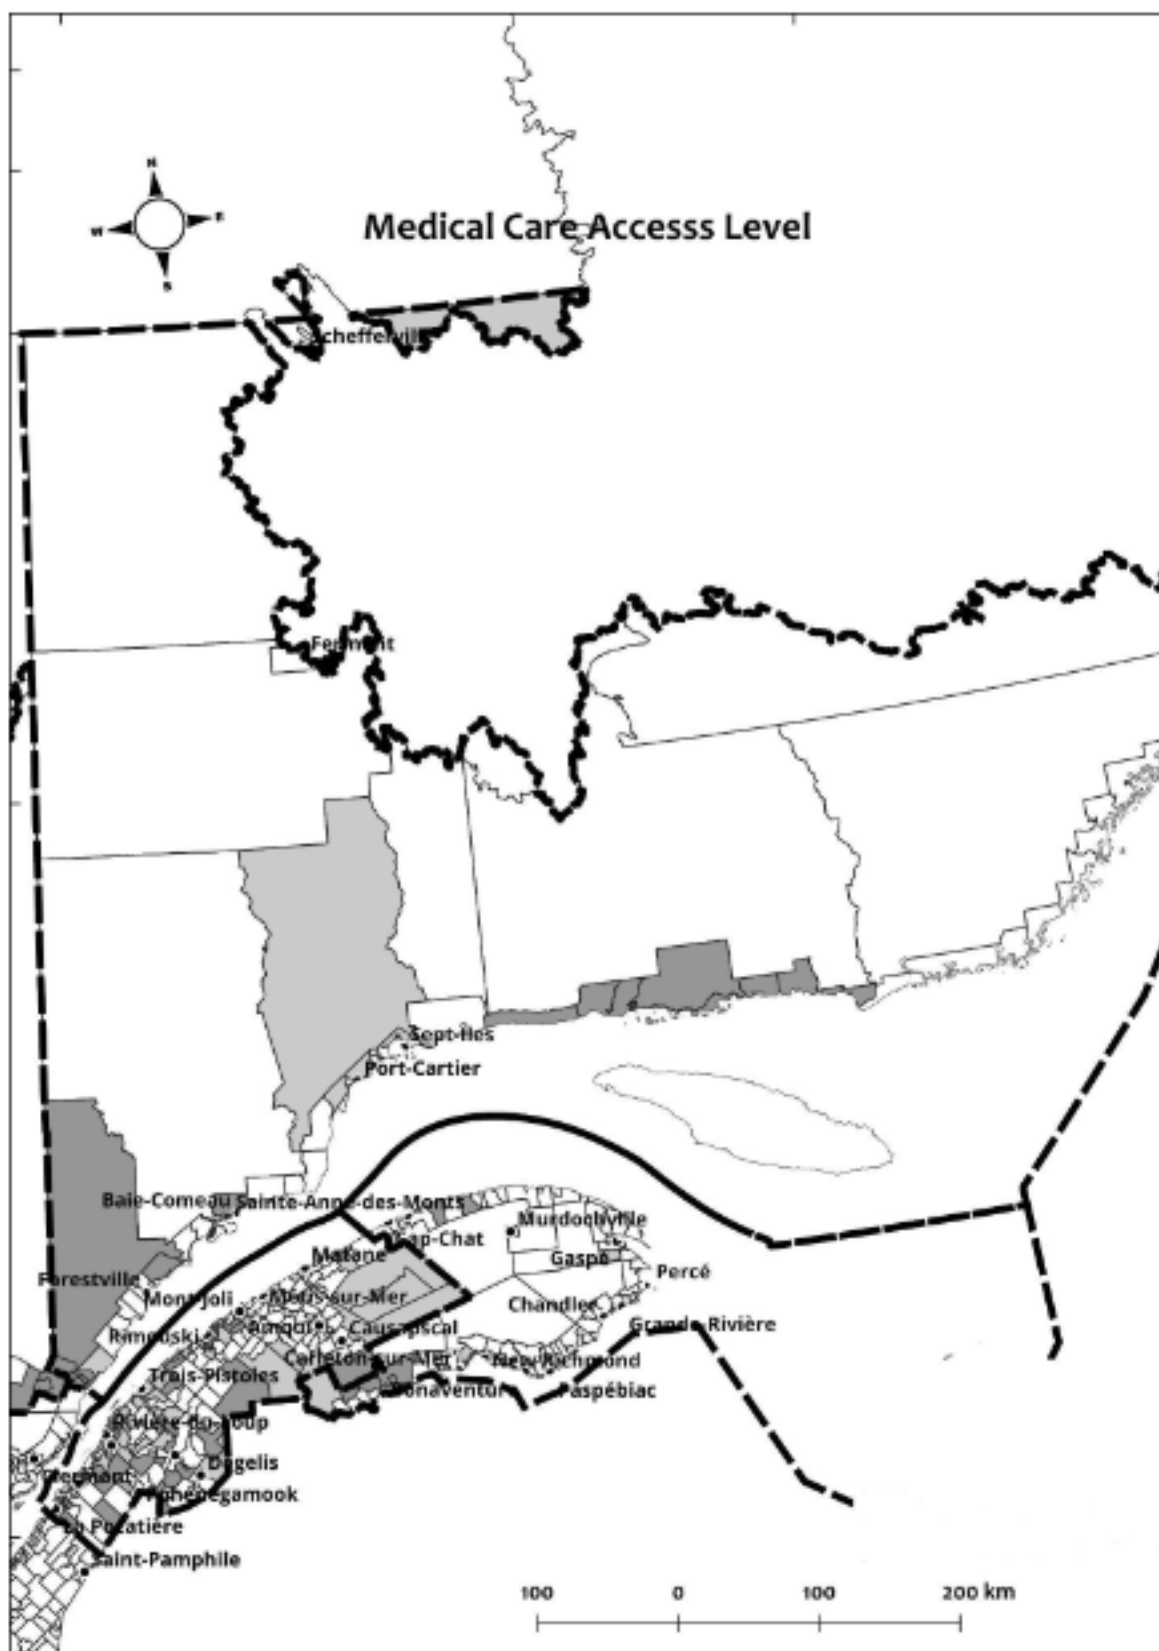 N
W E
S
Medical Care Accesss Level
Schefferville
Fermont
Sept-Îles
Port-Cartier
Baie-Comeau
Sainte-Anne-des-Monts
Cap-Chat
Murdochville
Matane
Gaspé
Percé
Forestville
Mont-Joli
Métis-sur-Mer
Chandler
Grande-Rivière
Rimouski
Amqui
Causapscal
Carleton-sur-Mer
New Richmond
Trois-Pistoles
Bonaventure
Paspébiac
Rivière-du-Loup
Dégelis
Clermont
Pohénégamook
La Pocatière
Saint-Pamphile
100 0 100 200 km